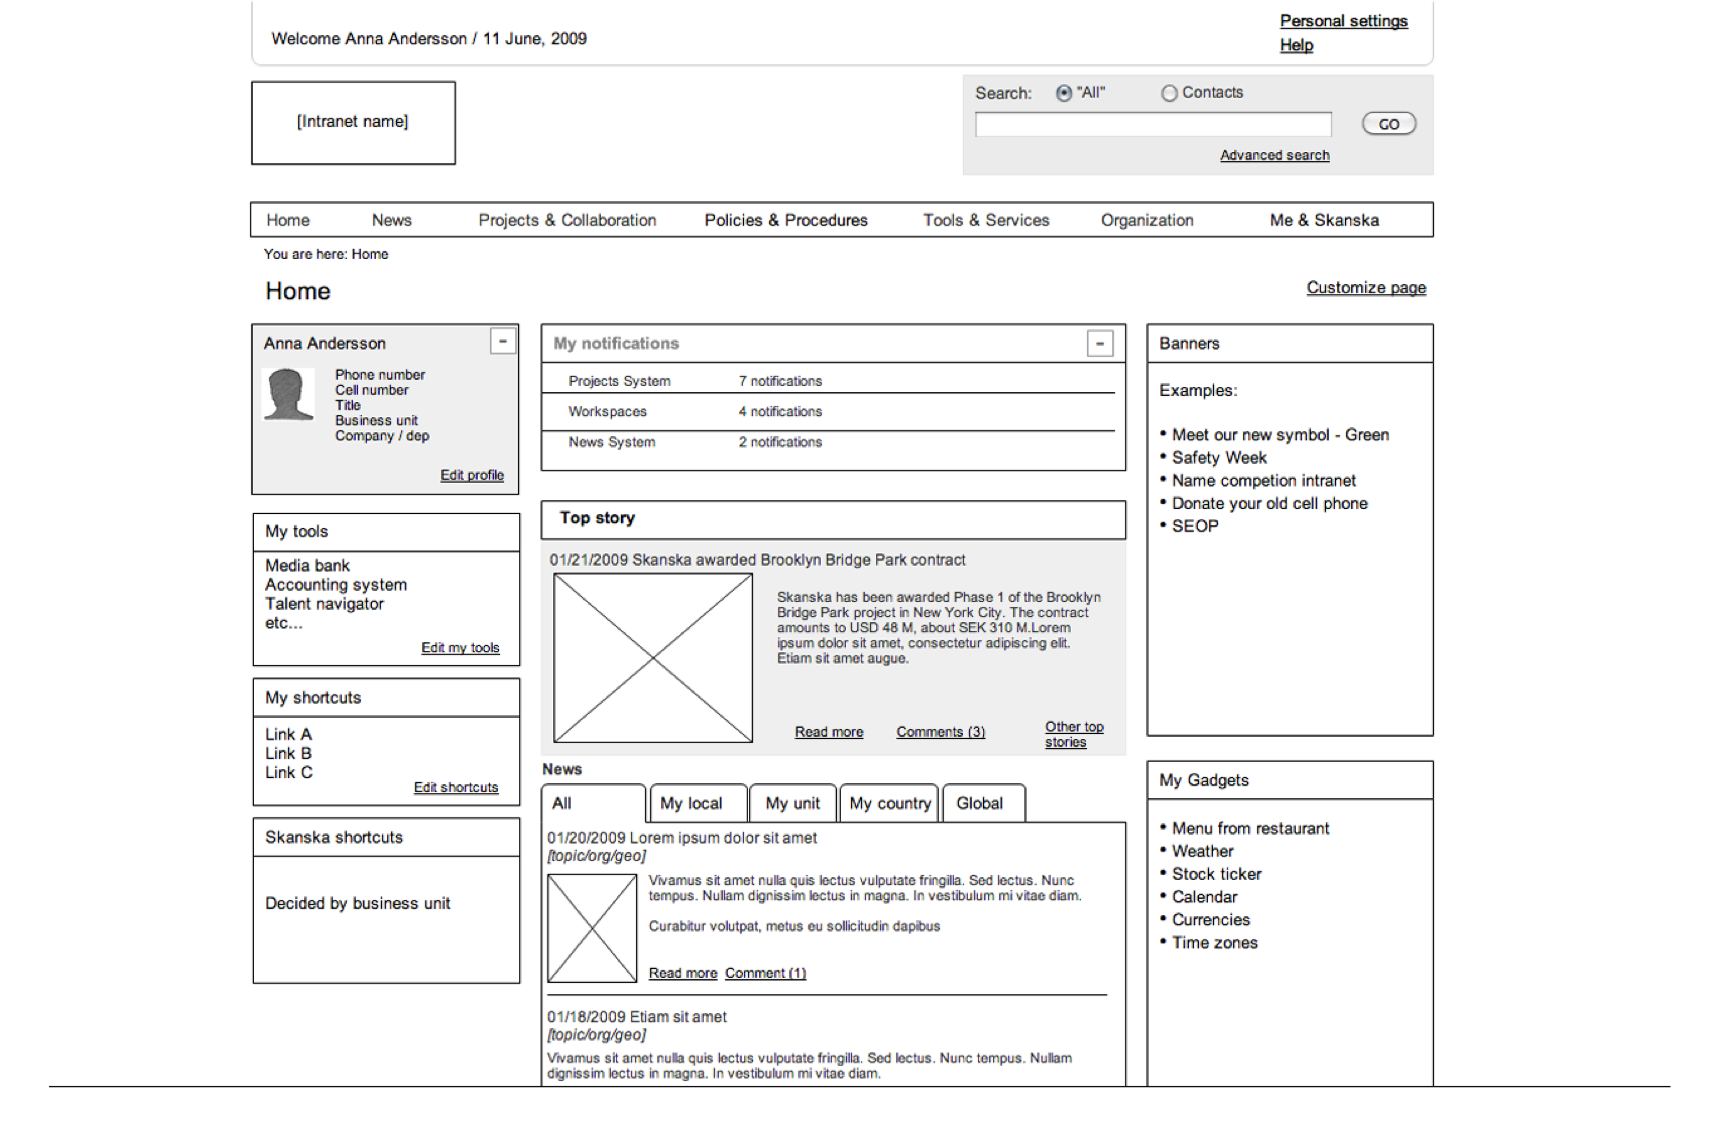 Welcome Anna Andersson / 11 June, 2009
Personal settings
Help
[Intranet name]
Search:
"All"
Contacts
GO
Advanced search
Home
News
Projects & Collaboration
Policies & Procedures
Tools & Services
Organization
Me & Skanska
You are here: Home
Home
Customize page
Anna Andersson
-
Phone number
Cell number
Title
Business unit
Company / dep
Edit profile
My tools
Media bank
Accounting system
Talent navigator
etc...
Edit my tools
My shortcuts
Link A
Link B
Link C
Edit shortcuts
Skanska shortcuts
Decided by business unit
My notifications
-
Projects System 7 notifications
Workspaces 4 notifications
News System 2 notifications
Top story
01/21/2009 Skanska awarded Brooklyn Bridge Park contract
Skanska has been awarded Phase 1 of the Brooklyn
Bridge Park project in New York City. The contract
amounts to USD 48 M, about SEK 310 M.Lorem
ipsum dolor sit amet, consectetur adipiscing elit.
Etiam sit amet augue.
Read more
Comments (3)
Other top
stories
News
All
My local
My unit
My country
Global
01/20/2009 Lorem ipsum dolor sit amet
[topic/org/geo]
Vivamus sit amet nulla quis lectus vulputate fringilla. Sed lectus. Nunc
tempus. Nullam dignissim lectus in magna. In vestibulum mi vitae diam.
Curabitur volutpat, metus eu sollicitudin dapibus
Read more Comment (1)
01/18/2009 Etiam sit amet
[topic/org/geo]
Vivamus sit amet nulla quis lectus vulputate fringilla. Sed lectus. Nunc tempus. Nullam
dignissim lectus in magna. In vestibulum mi vitae diam.
Banners
Examples:
• Meet our new symbol - Green
• Safety Week
• Name competion intranet
• Donate your old cell phone
• SEOP
My Gadgets
• Menu from restaurant
• Weather
• Stock ticker
• Calendar
• Currencies
• Time zones